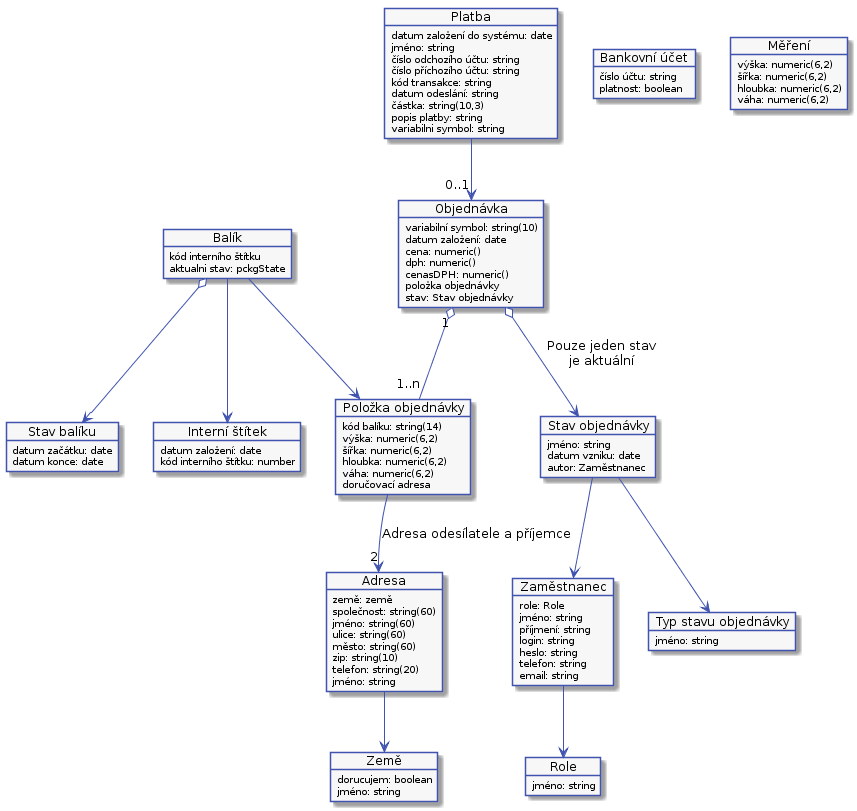 Platba
datum založení do systému: date
jméno: string
číslo odchozího účtu: string
číslo příchozího účtu: string
kód transakce: string
datum odeslání: string
částka: string(10,3)
popis platby: string
variabilni symbol: string
Bankovní účet
číslo účtu: string
platnost: boolean
Měření
výška: numeric(6,2)
šířka: numeric(6,2)
hloubka: numeric(6,2)
váha: numeric(6,2)
0..1
Objednávka
variabilní symbol: string(10)
datum založení: date
cena: numeric()
dph: numeric()
cenasDPH: numeric()
položka objednávky
stav: Stav objednávky
Balík
kód interního štítku
aktualni stav: pckgState
1
1..n
Pouze jeden stav
je aktuální
Stav balíku
datum začátku: date
datum konce: date
Interní štítek
datum založení: date
kód interního štítku: number
Položka objednávky
kód balíku: string(14)
výška: numeric(6,2)
šířka: numeric(6,2)
hloubka: numeric(6,2)
váha: numeric(6,2)
doručovací adresa
Stav objednávky
jméno: string
datum vzniku: date
autor: Zaměstnanec
Adresa odesílatele a příjemce
2
Adresa
země: země
společnost: string(60)
jméno: string(60)
ulice: string(60)
město: string(60)
zip: string(10)
telefon: string(20)
jméno: string
Zaměstnanec
role: Role
jméno: string
příjmení: string
login: string
heslo: string
telefon: string
email: string
Typ stavu objednávky
jméno: string
Země
dorucujem: boolean
jméno: string
Role
jméno: string